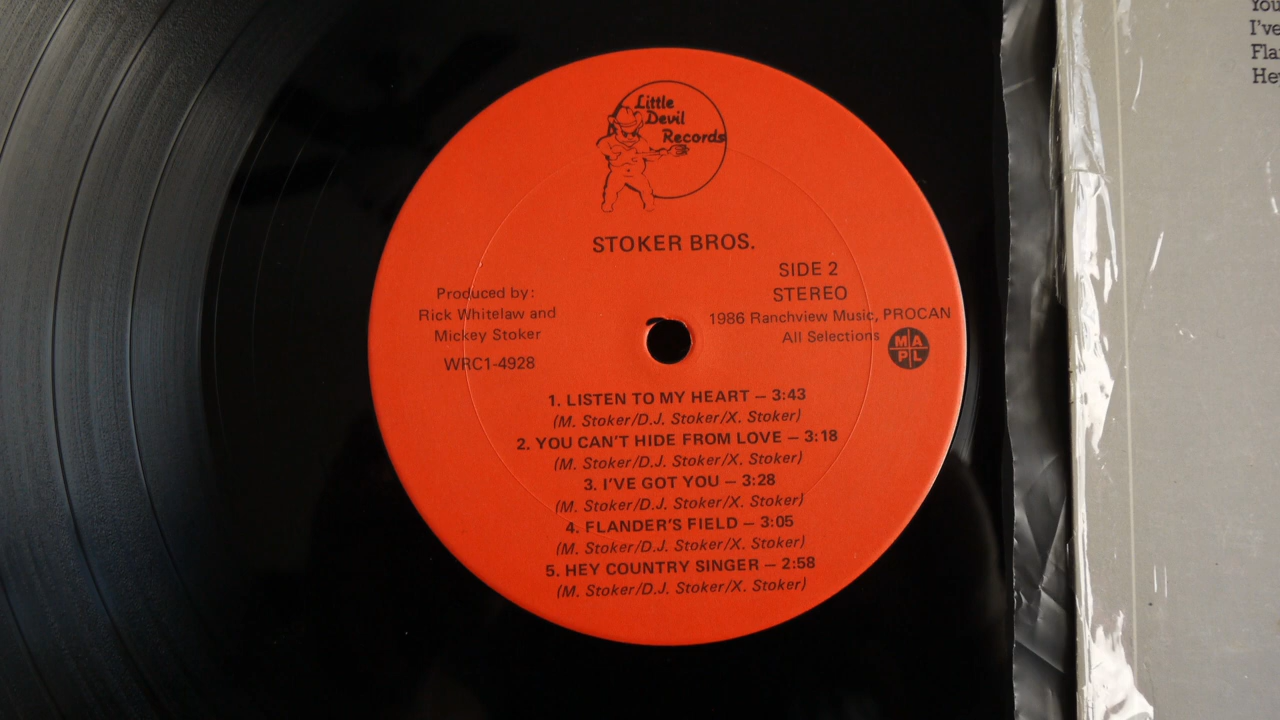 Little
Devil
Records
STOKER BROS.
SIDE 2
STEREO
1986 Ranchview Music, PROCAN
All Selections
M A
P L
Produced by:
Rick Whitelaw and
Mickey Stoker
WRC1-4928
1. LISTEN TO MY HEART – 3:43
(M. Stoker/D.J. Stoker/X. Stoker)
2. YOU CAN'T HIDE FROM LOVE – 3:18
(M. Stoker/D.J. Stoker/X. Stoker)
3. I'VE GOT YOU – 3:28
(M. Stoker/D.J. Stoker/X. Stoker)
4. FLANDER'S FIELD – 3:05
(M. Stoker/D.J. Stoker/X. Stoker)
5. HEY COUNTRY SINGER – 2:58
(M. Stoker/D.J. Stoker/X. Stoker)
You
I've
Hey